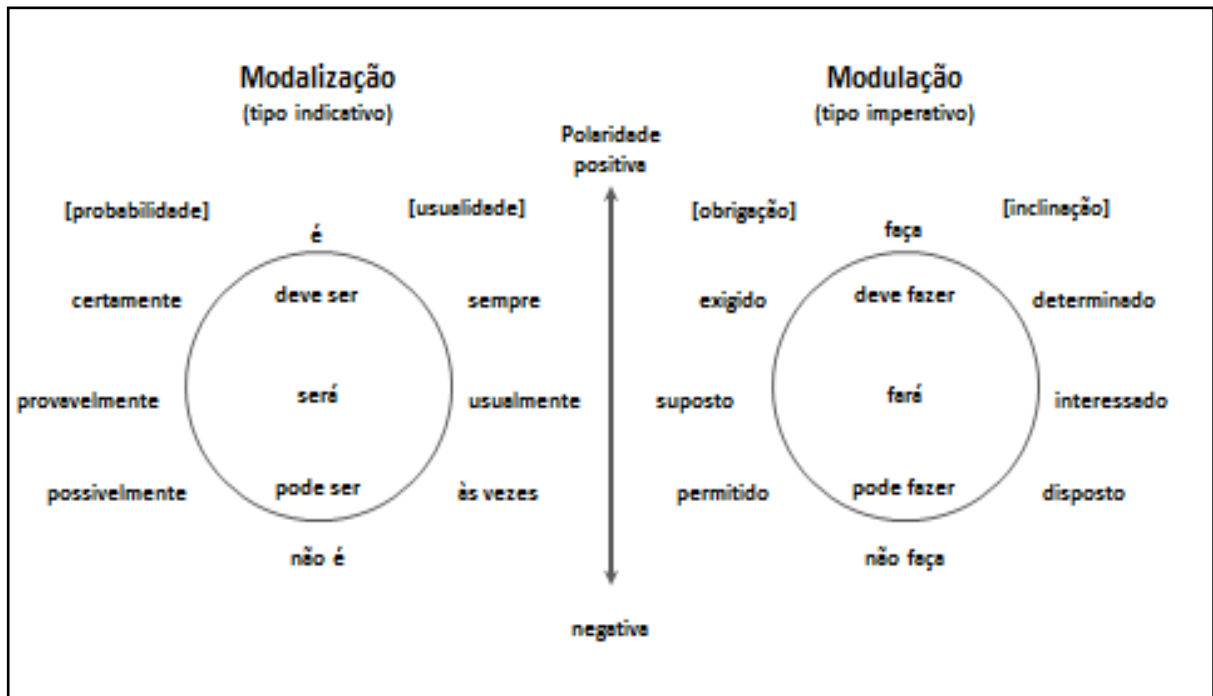 Modalização
(tipo indicativo)
Modulação
(tipo imperativo)
Polaridade
positiva
[probabilidade]
[usualidade]
é
certamente
deve ser
sempre
provavelmente
será
usualmente
possivelmente
pode ser
às vezes
não é
[obrigação]
[inclinação]
faça
exigido
deve fazer
determinado
suposto
fará
interessado
permitido
pode fazer
disposto
não faça
negativa